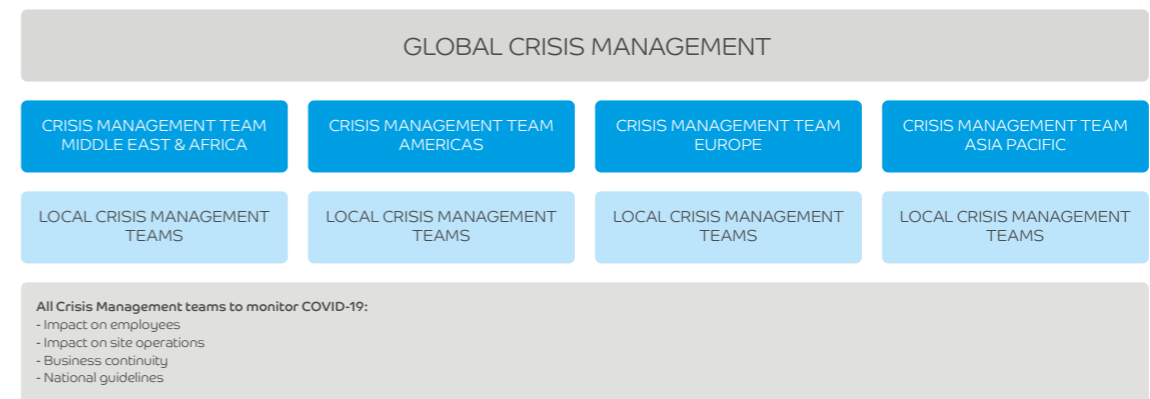 GLOBAL CRISIS MANAGEMENT
CRISIS MANAGEMENT TEAM
MIDDLE EAST & AFRICA
CRISIS MANAGEMENT TEAM
AMERICAS
CRISIS MANAGEMENT TEAM
EUROPE
CRISIS MANAGEMENT TEAM
ASIA PACIFIC
LOCAL CRISIS MANAGEMENT
TEAMS
LOCAL CRISIS MANAGEMENT
TEAMS
LOCAL CRISIS MANAGEMENT
TEAMS
LOCAL CRISIS MANAGEMENT
TEAMS
All Crisis Management teams to monitor COVID-19:
- Impact on employees
- Impact on site operations
- Business continuity
- National guidelines